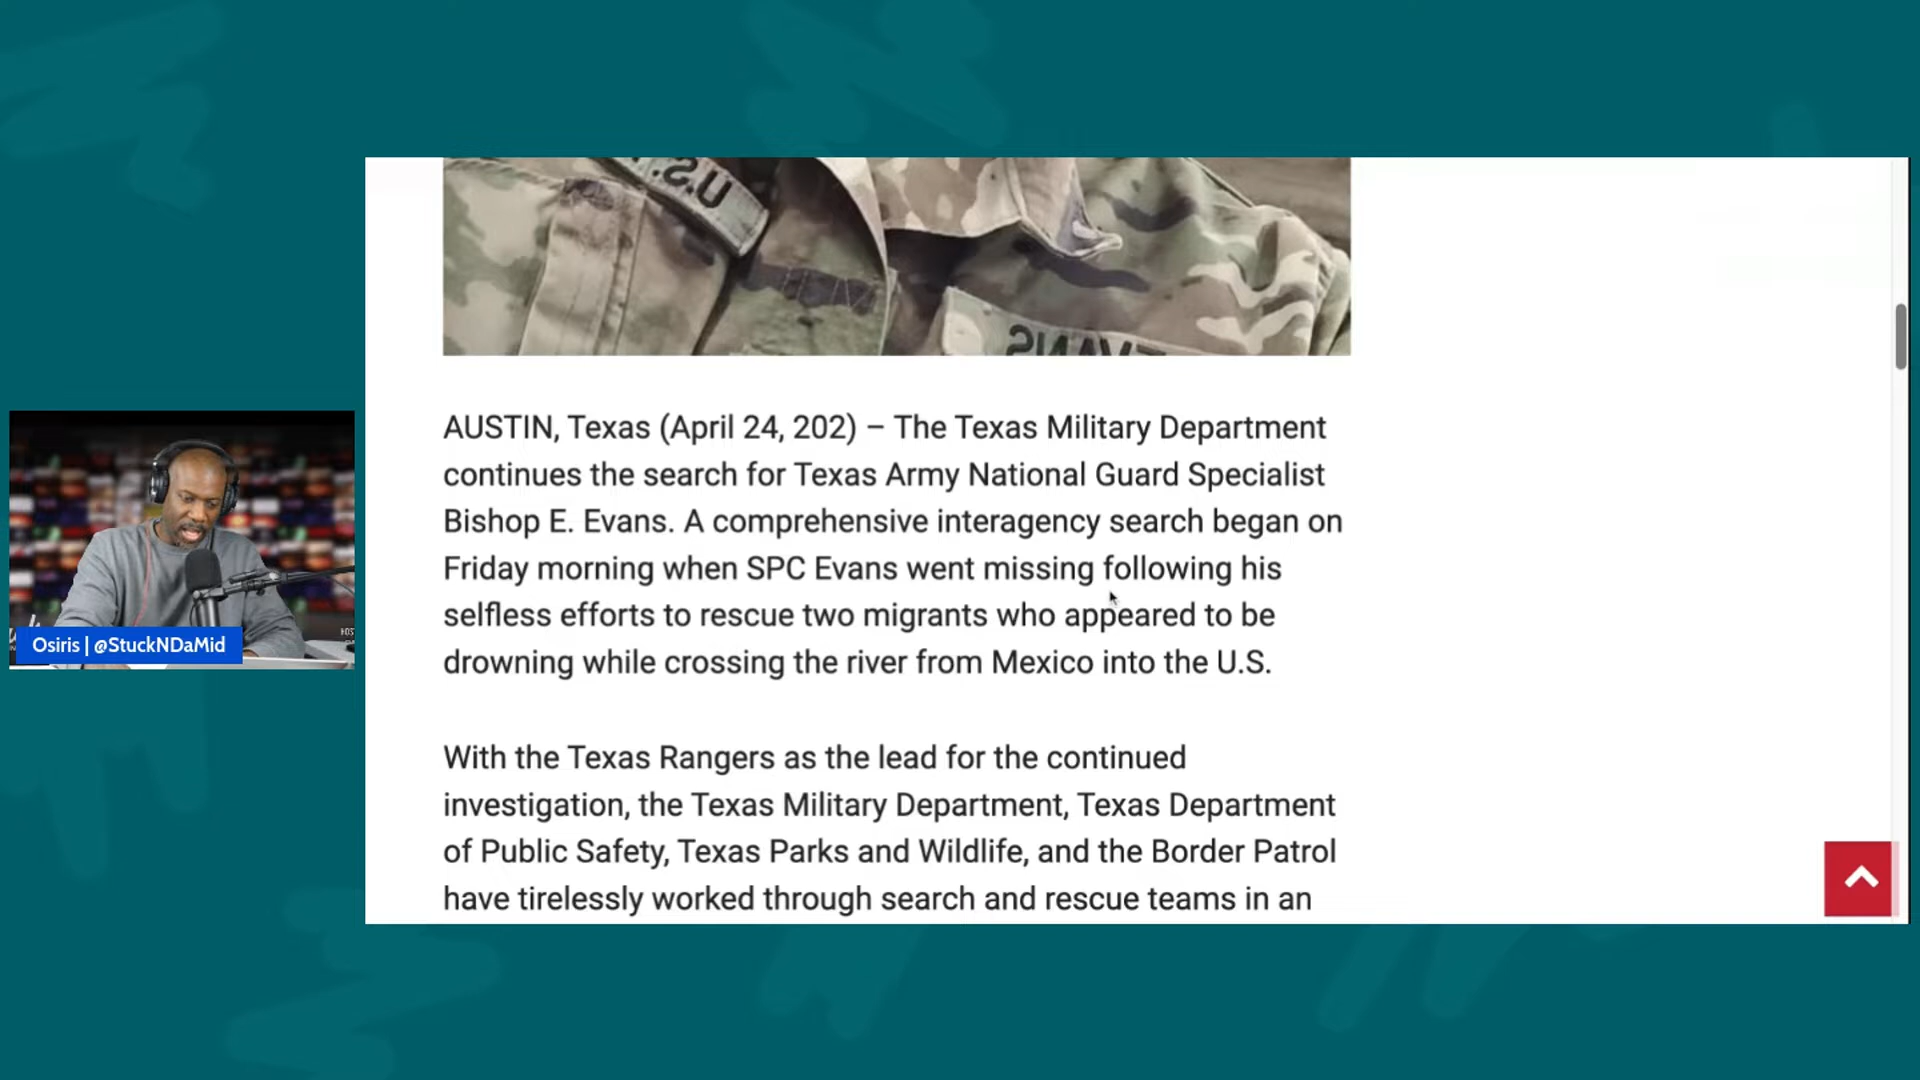 U.S.
EVANS
AUSTIN, Texas (April 24, 202) – The Texas Military Department
continues the search for Texas Army National Guard Specialist
Bishop E. Evans. A comprehensive interagency search began on
Friday morning when SPC Evans went missing following his
selfless efforts to rescue two migrants who appeared to be
drowning while crossing the river from Mexico into the U.S.
With the Texas Rangers as the lead for the continued
investigation, the Texas Military Department, Texas Department
of Public Safety, Texas Parks and Wildlife, and the Border Patrol
have tirelessly worked through search and rescue teams in an
Osiris | @StuckNDaMid